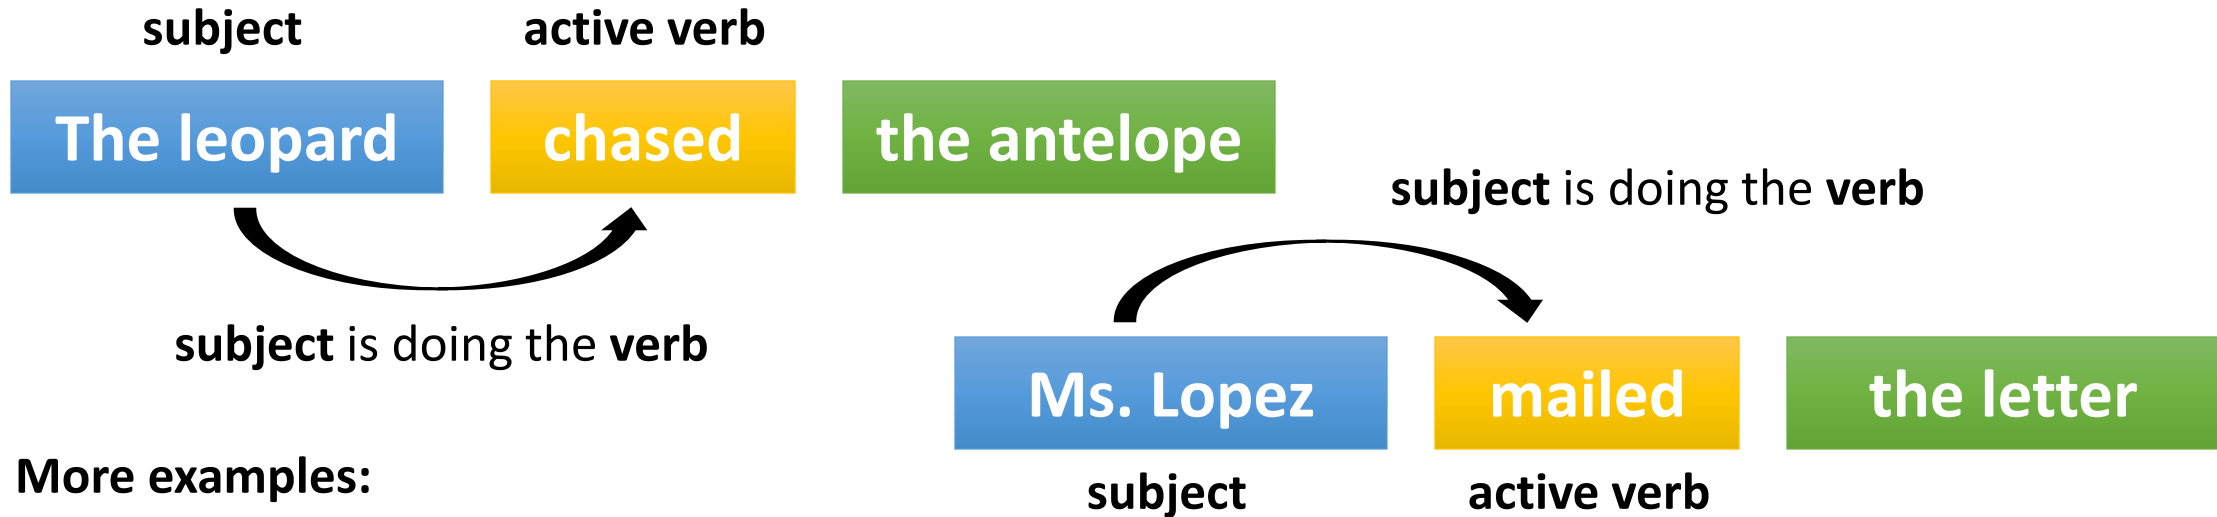 subject active verb
The leopard chased the antelope
subject is doing the verb
subject is doing the verb
Ms. Lopez mailed the letter
subject active verb
More examples: